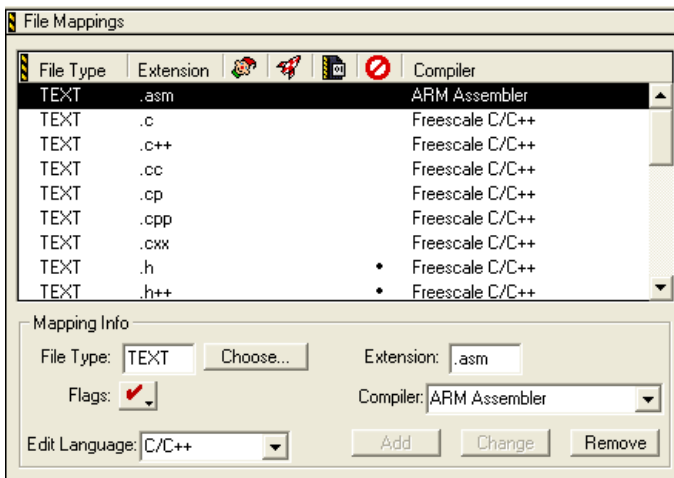 File Mappings
File Type Extension Compiler
TEXT .asm ARM Assembler
TEXT .c Freescale C/C++
TEXT .c++ Freescale C/C++
TEXT .cc Freescale C/C++
TEXT .cp Freescale C/C++
TEXT .cpp Freescale C/C++
TEXT .cxx Freescale C/C++
TEXT .h • Freescale C/C++
TEXT .h++ • Freescale C/C++
Mapping Info
File Type: TEXT Choose... Extension: .asm
Flags: Compiler: ARM Assembler
Edit Language: C/C++ Add Change Remove